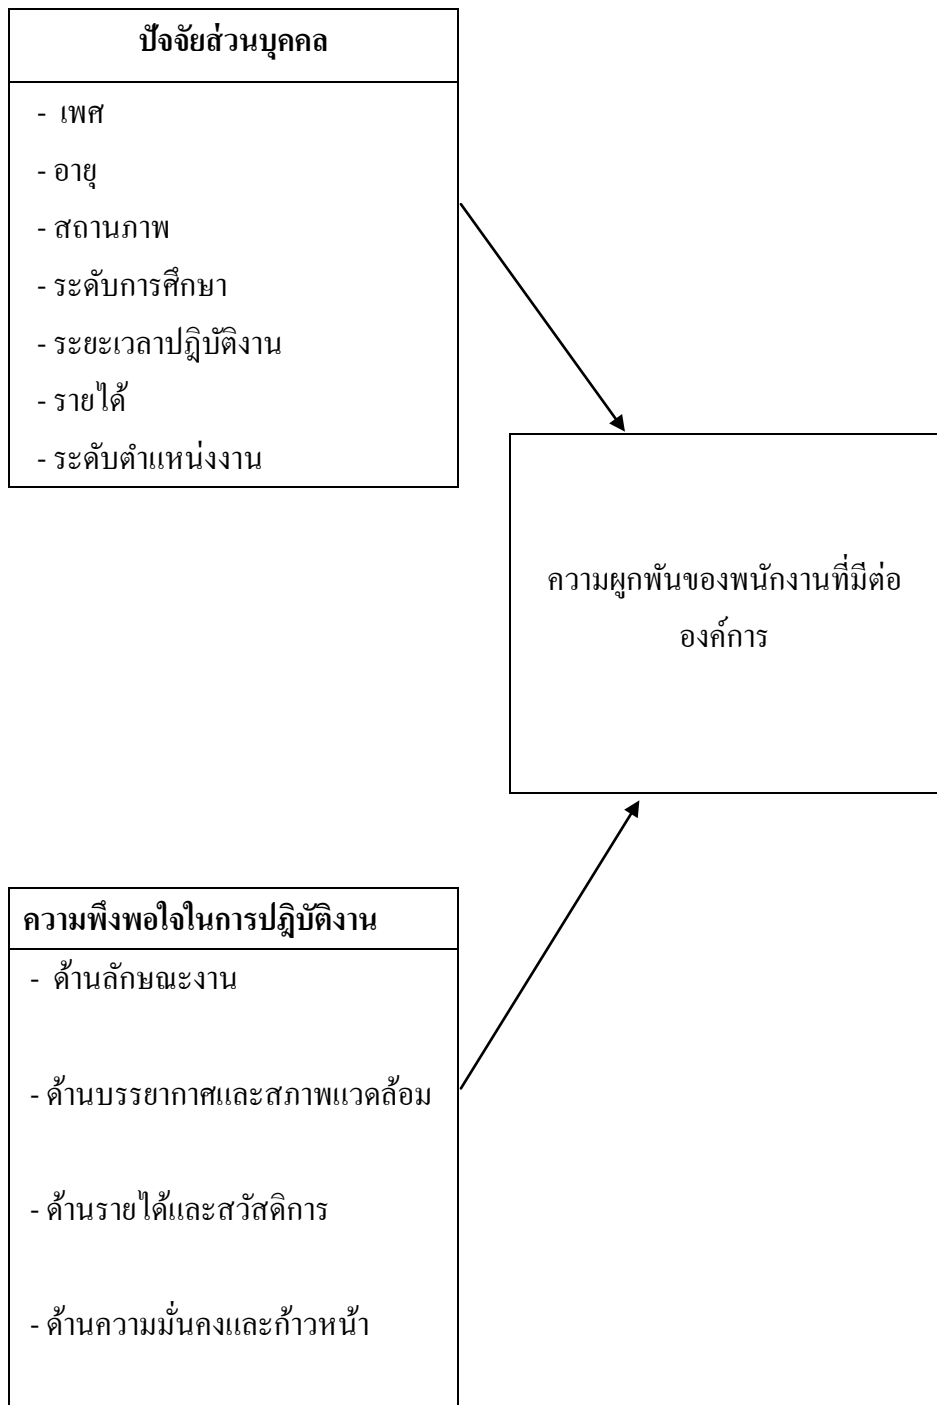 ปัจจัยส่วนบุคคล
- เพศ
- อายุ
- สถานภาพ
- ระดับการศึกษา
- ระยะเวลาปฎิบัติงาน
- รายได้
- ระดับตำแหน่งงาน
ความผูกพันของพนักงานที่มีต่อ
องค์การ
ความพึงพอใจในการปฎิบัติงาน
- ด้านลักษณะงาน
- ด้านบรรยากาศและสภาพแวดล้อม
- ด้านรายได้และสวัสดิการ
- ด้านความมั่นคงและก้าวหน้า